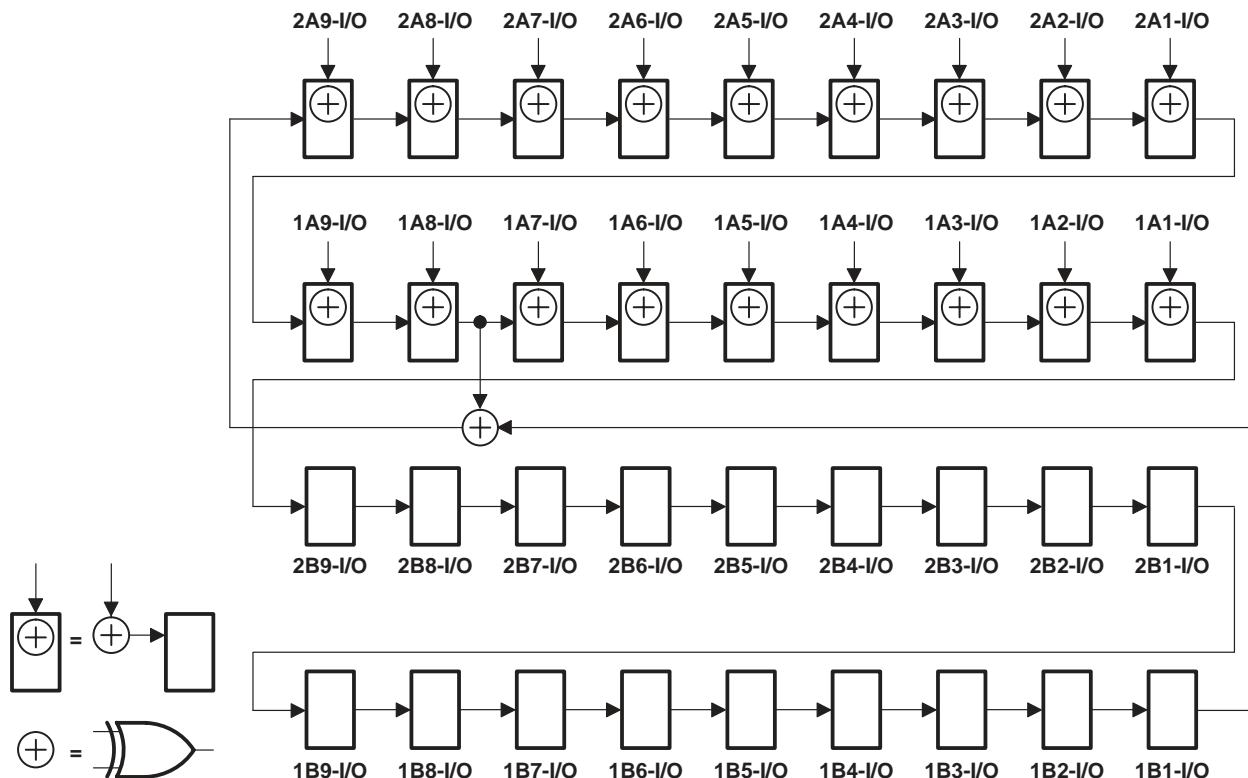 2A9-I/O 2A8-I/O 2A7-I/O 2A6-I/O 2A5-I/O 2A4-I/O 2A3-I/O 2A2-I/O 2A1-I/O
1A9-I/O 1A8-I/O 1A7-I/O 1A6-I/O 1A5-I/O 1A4-I/O 1A3-I/O 1A2-I/O 1A1-I/O
2B9-I/O 2B8-I/O 2B7-I/O 2B6-I/O 2B5-I/O 2B4-I/O 2B3-I/O 2B2-I/O 2B1-I/O
=
=
1B9-I/O 1B8-I/O 1B7-I/O 1B6-I/O 1B5-I/O 1B4-I/O 1B3-I/O 1B2-I/O 1B1-I/O